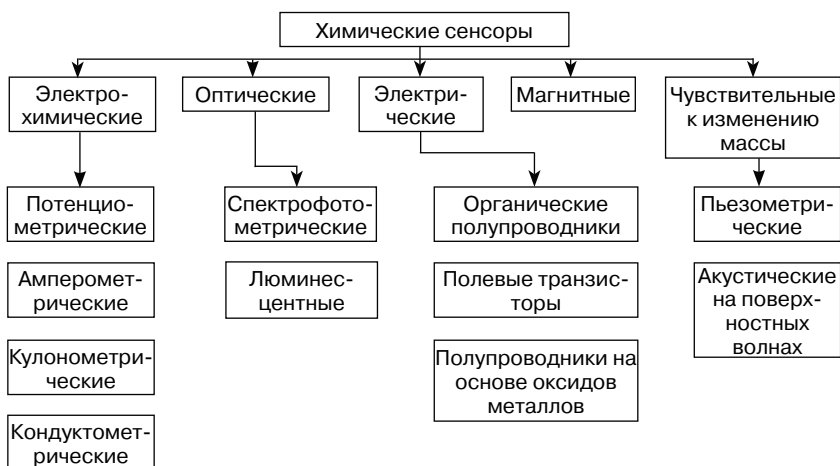 Химические сенсоры
Электро-
химические
Оптические
Электри-
ческие
Магнитные
Чувствительные
к изменению
массы
Потенцио-
метрические
Спектрофото-
метрические
Органические
полупроводники
Пьезометри-
ческие
Амперомет-
рические
Люминес-
центные
Полевые транзис-
торы
Акустические
на поверх-
ностных
волнах
Кулонометри-
ческие
Полупроводники на
основе оксидов
металлов
Кондуктомет-
рические